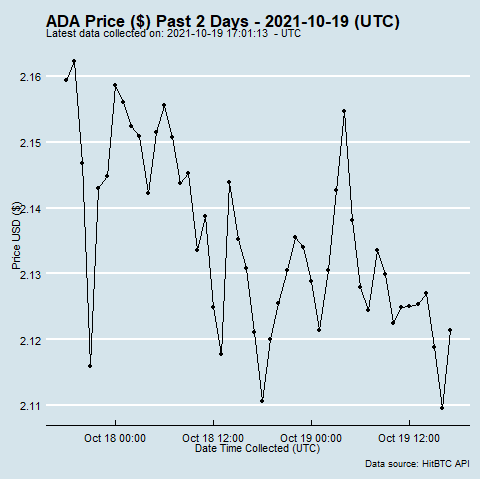 ADA Price ($) Past 2 Days - 2021-10-19 (UTC)
Latest data collected on: 2021-10-19 17:01:13 - UTC
Price USD ($)
2.16
2.15
2.14
2.13
2.12
2.11
Oct 18 00:00
Oct 18 12:00
Oct 19 00:00
Oct 19 12:00
Date Time Collected (UTC)
Data source: HitBTC API